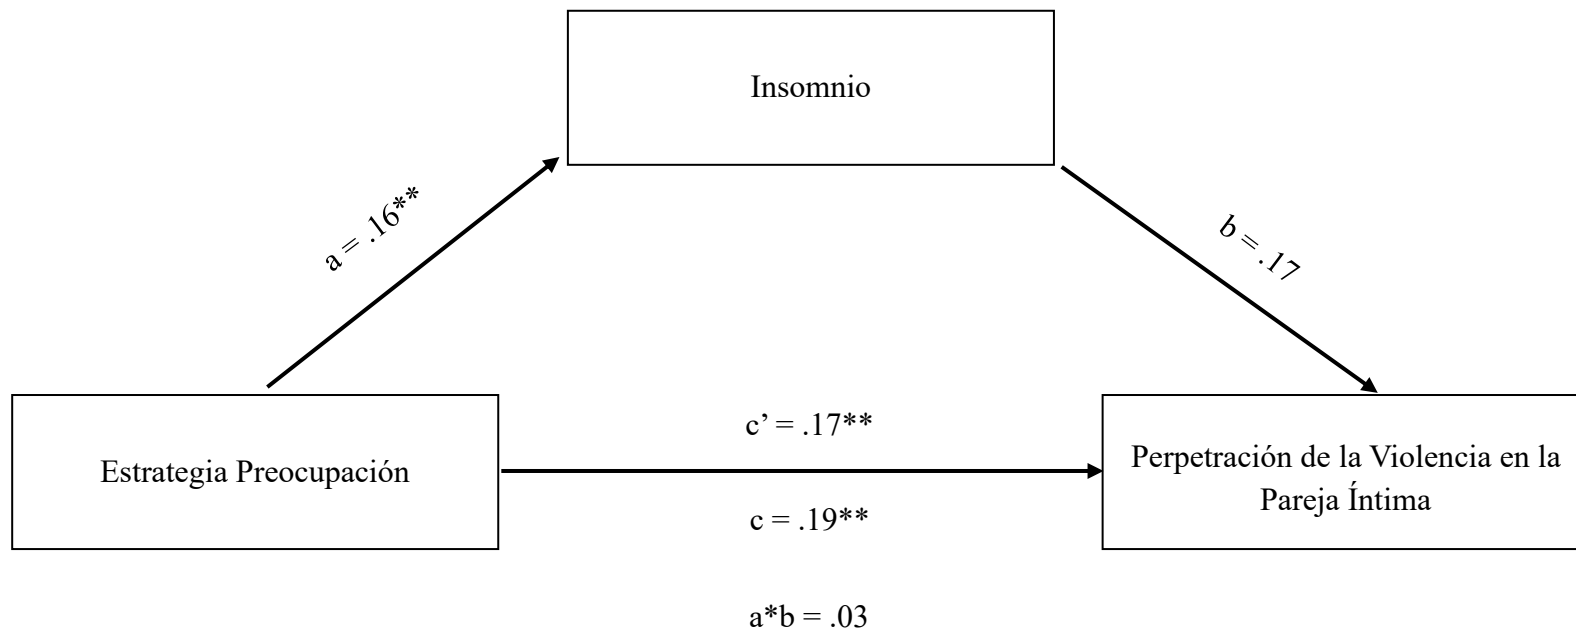 Insomnio
a = .16**
b = .17
c’ = .17**
Estrategia Preocupación
Perpetración de la Violencia en la
Pareja Íntima
c = .19**
a*b = .03